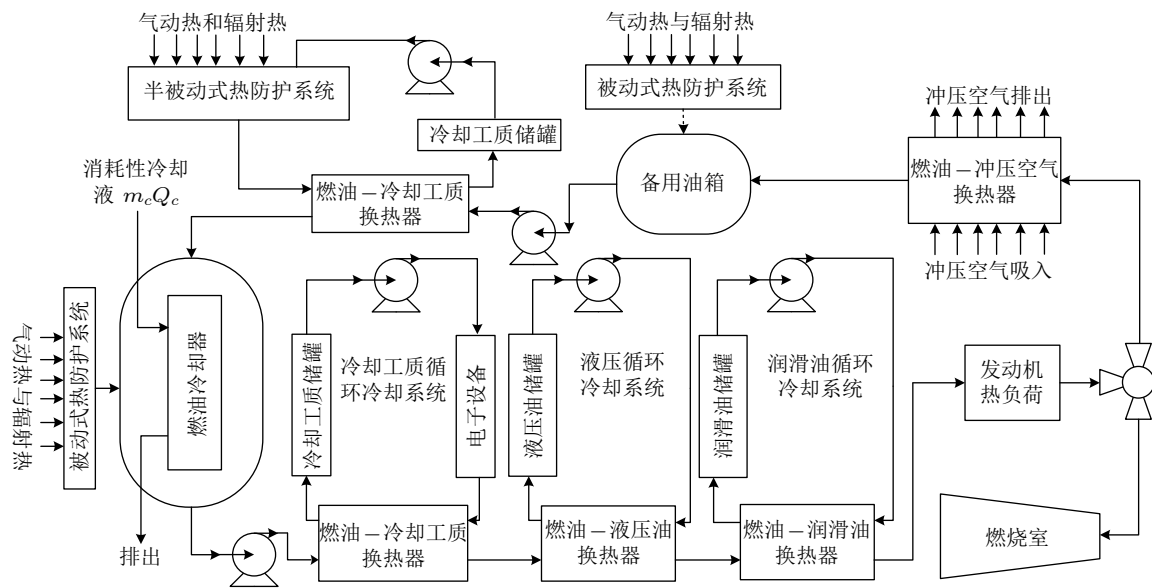 气动热和辐射热
气动热与辐射热
半被动式热防护系统
被动式热防护系统
冲压空气排出
冷却工质储罐
消耗性冷却
液 m_cQ_c
燃油－冷却工质
换热器
备用油箱
燃油－冲压空气
换热器
冲压空气吸入
气动热与辐射热
被动式热防护系统
燃油冷却器
冷却工质储罐
冷却工质循
环冷却系统
电子设备
液压油储罐
液压循环
冷却系统
润滑油储罐
润滑油循环
冷却系统
发动机
热负荷
排出
燃油－冷却工质
换热器
燃油－液压油
换热器
燃油－润滑油
换热器
燃烧室